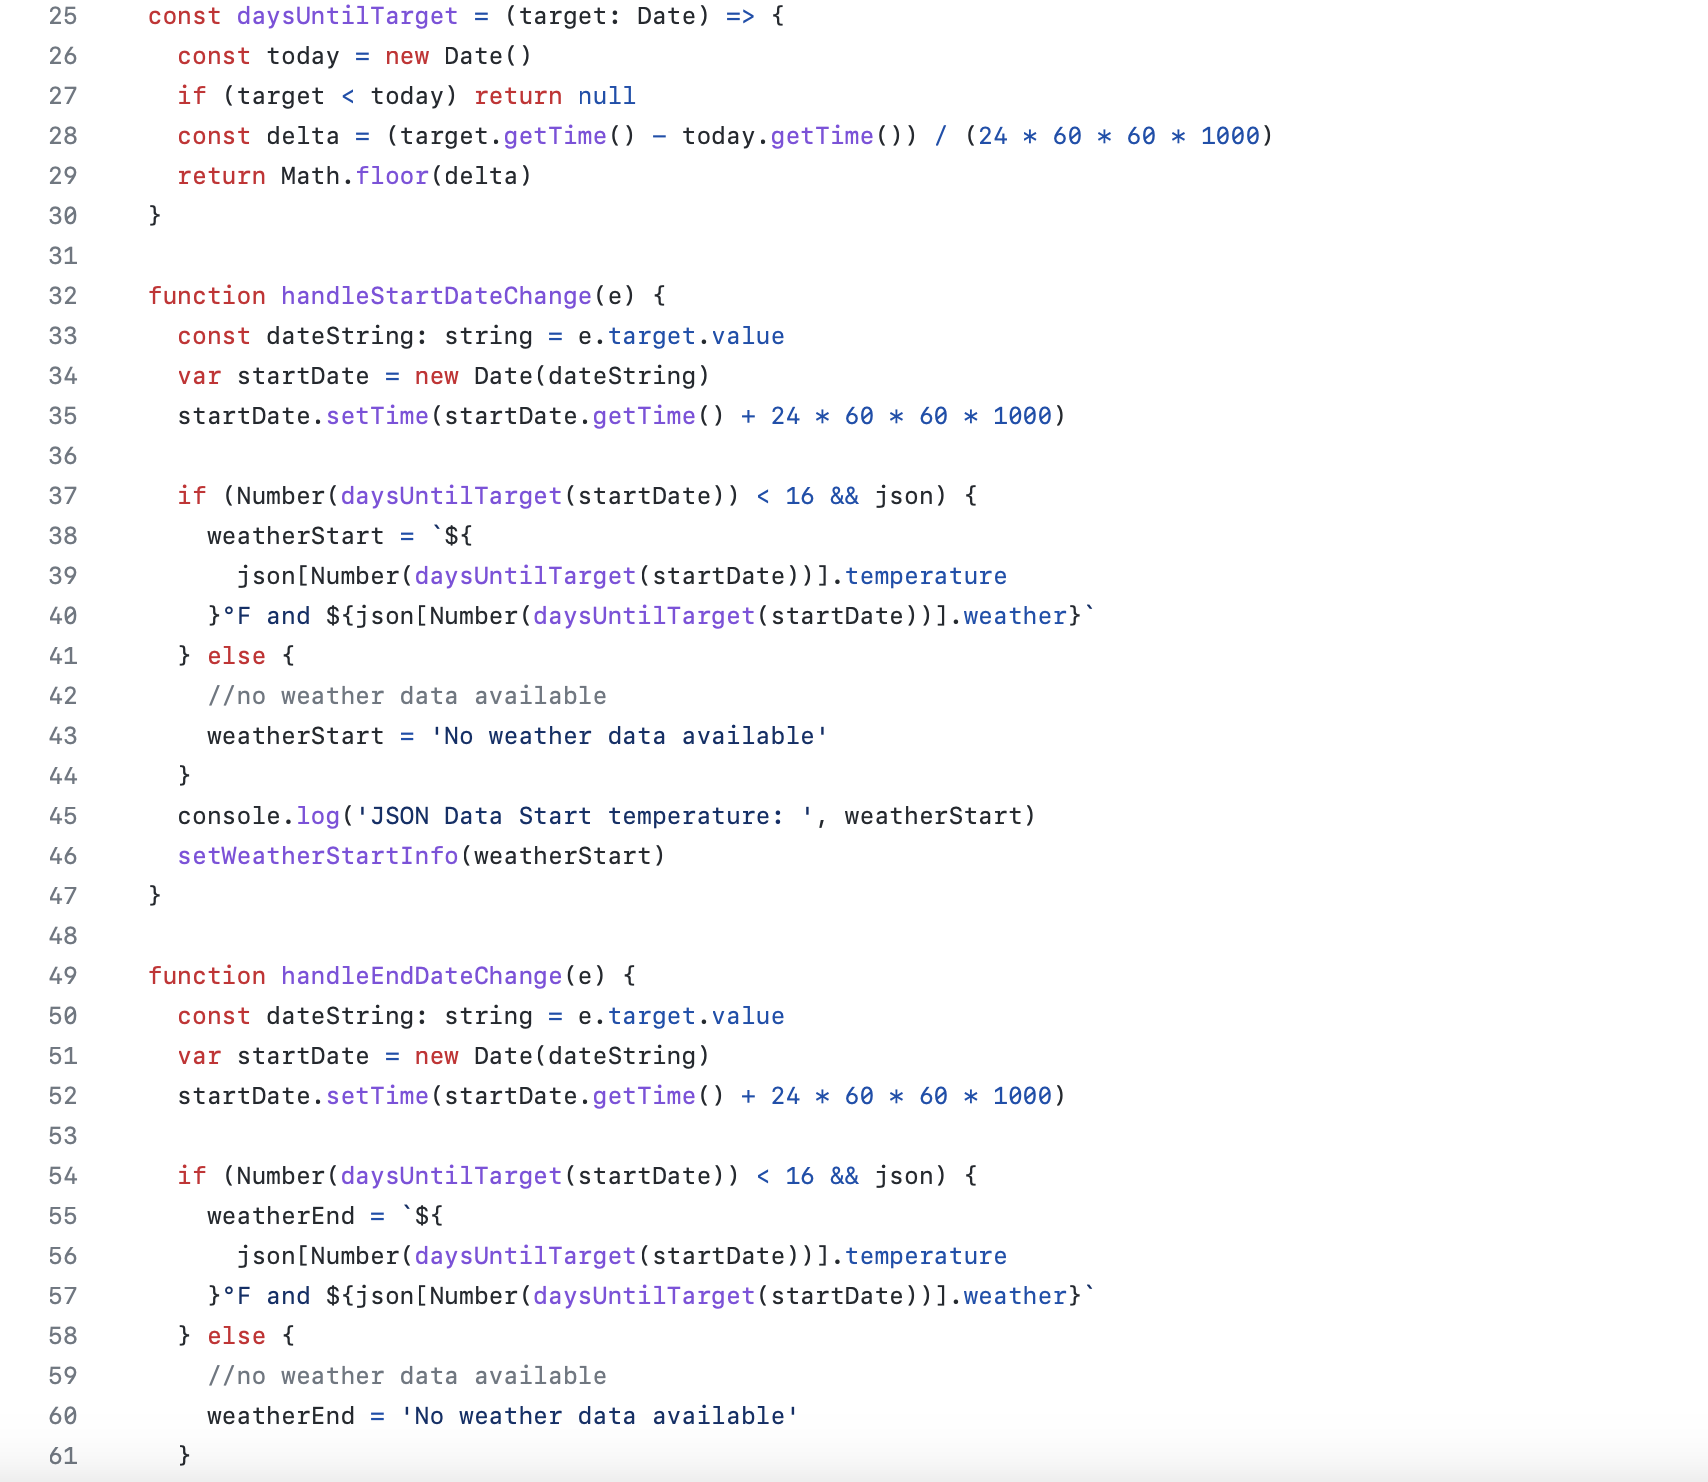 25 const daysUntilTarget = (target: Date) => {
26 const today = new Date()
27 if (target < today) return null
28 const delta = (target.getTime() - today.getTime()) / (24 * 60 * 60 * 1000)
29 return Math.floor(delta)
30 }
31
32 function handleStartDateChange(e) {
33 const dateString: string = e.target.value
34 var startDate = new Date(dateString)
35 startDate.setTime(startDate.getTime() + 24 * 60 * 60 * 1000)
36
37 if (Number(daysUntilTarget(startDate)) < 16 && json) {
38 weatherStart = `${
39 json[Number(daysUntilTarget(startDate))].temperature
40 }°F and ${json[Number(daysUntilTarget(startDate))].weather}`
41 } else {
42 //no weather data available
43 weatherStart = 'No weather data available'
44 }
45 console.log('JSON Data Start temperature: ', weatherStart)
46 setWeatherStartInfo(weatherStart)
47 }
48
49 function handleEndDateChange(e) {
50 const dateString: string = e.target.value
51 var startDate = new Date(dateString)
52 startDate.setTime(startDate.getTime() + 24 * 60 * 60 * 1000)
53
54 if (Number(daysUntilTarget(startDate)) < 16 && json) {
55 weatherEnd = `${
56 json[Number(daysUntilTarget(startDate))].temperature
57 }°F and ${json[Number(daysUntilTarget(startDate))].weather}`
58 } else {
59 //no weather data available
60 weatherEnd = 'No weather data available'
61 }